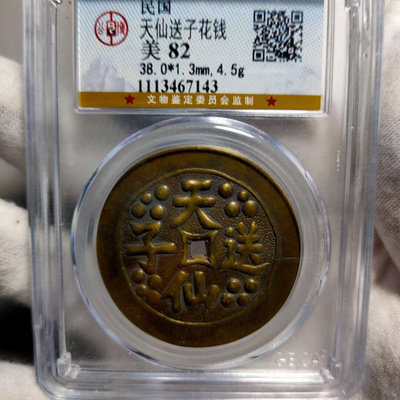 民国
天仙送子花钱
美 82
38.0*1.3mm,4.5g
1113467143
★ 文物鉴定委员会监制 ★
天仙送子